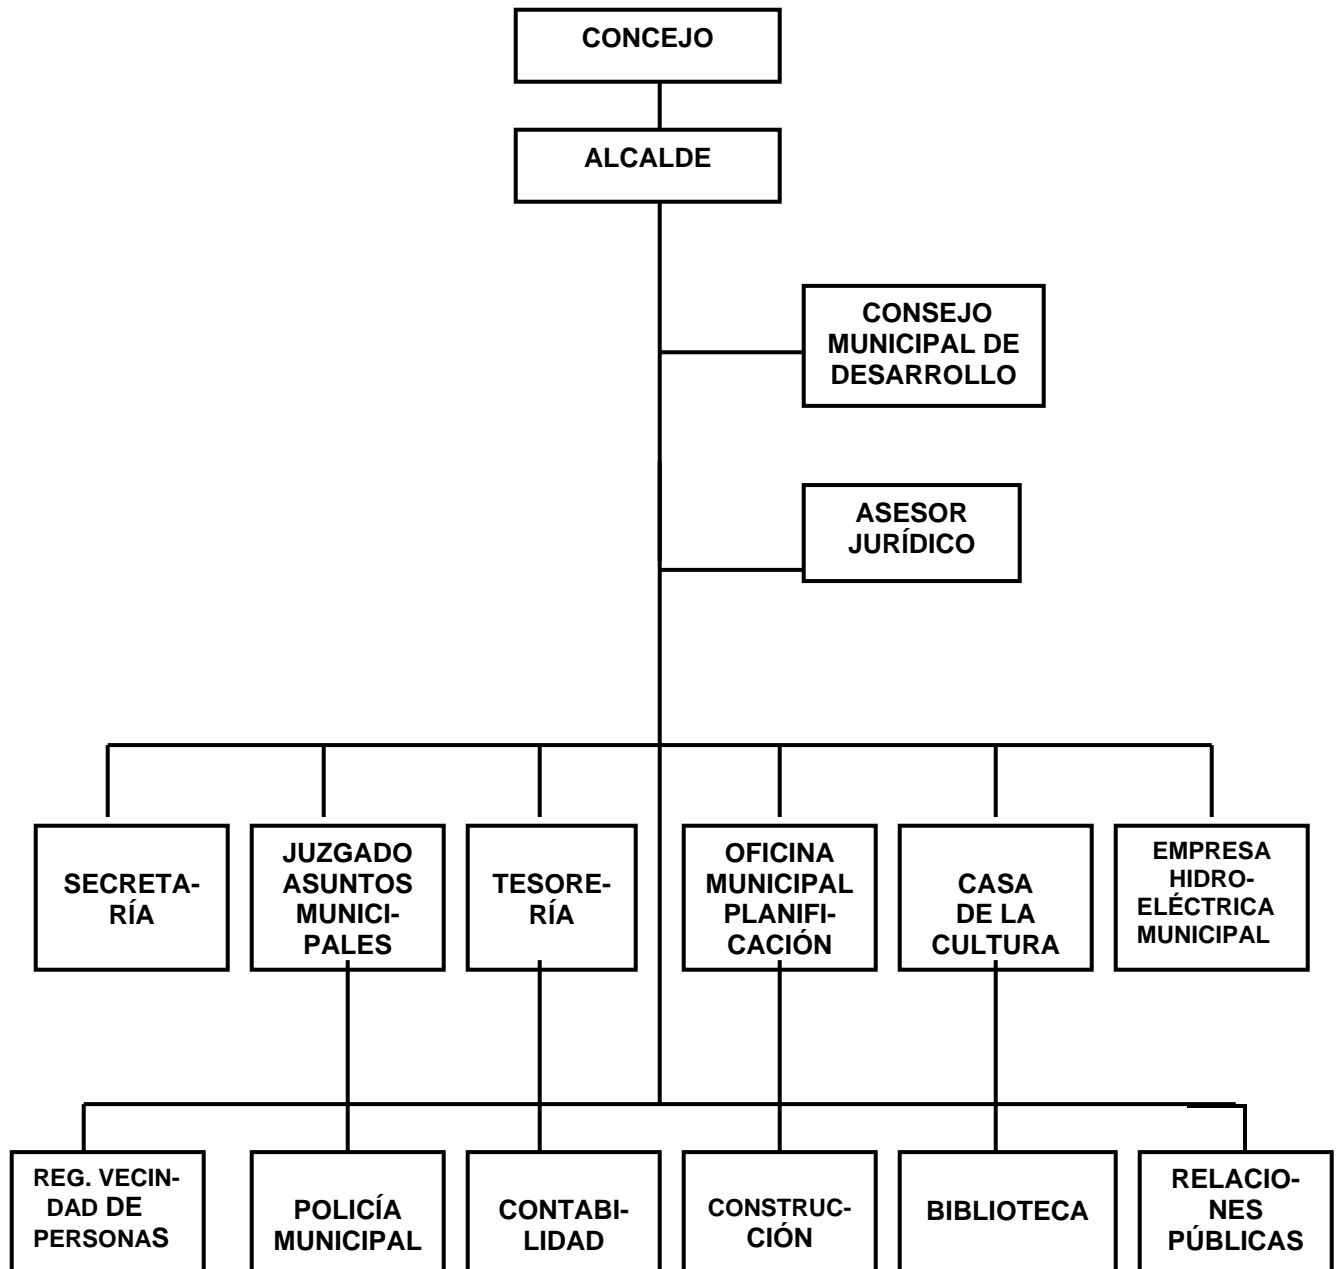 CONCEJO
ALCALDE
CONSEJO
MUNICIPAL DE
DESARROLLO
ASESOR
JURÍDICO
SECRETA-
RÍA
JUZGADO
ASUNTOS
MUNICI-
PALES
TESORE-
RÍA
OFICINA
MUNICIPAL
PLANIFI-
CACIÓN
CASA
DE LA
CULTURA
EMPRESA
HIDRO-
ELÉCTRICA
MUNICIPAL
REG. VECIN-
DAD DE
PERSONAS
POLICÍA
MUNICIPAL
CONTABI-
LIDAD
CONSTRUC-
CIÓN
BIBLIOTECA
RELACIO-
NES
PÚBLICAS